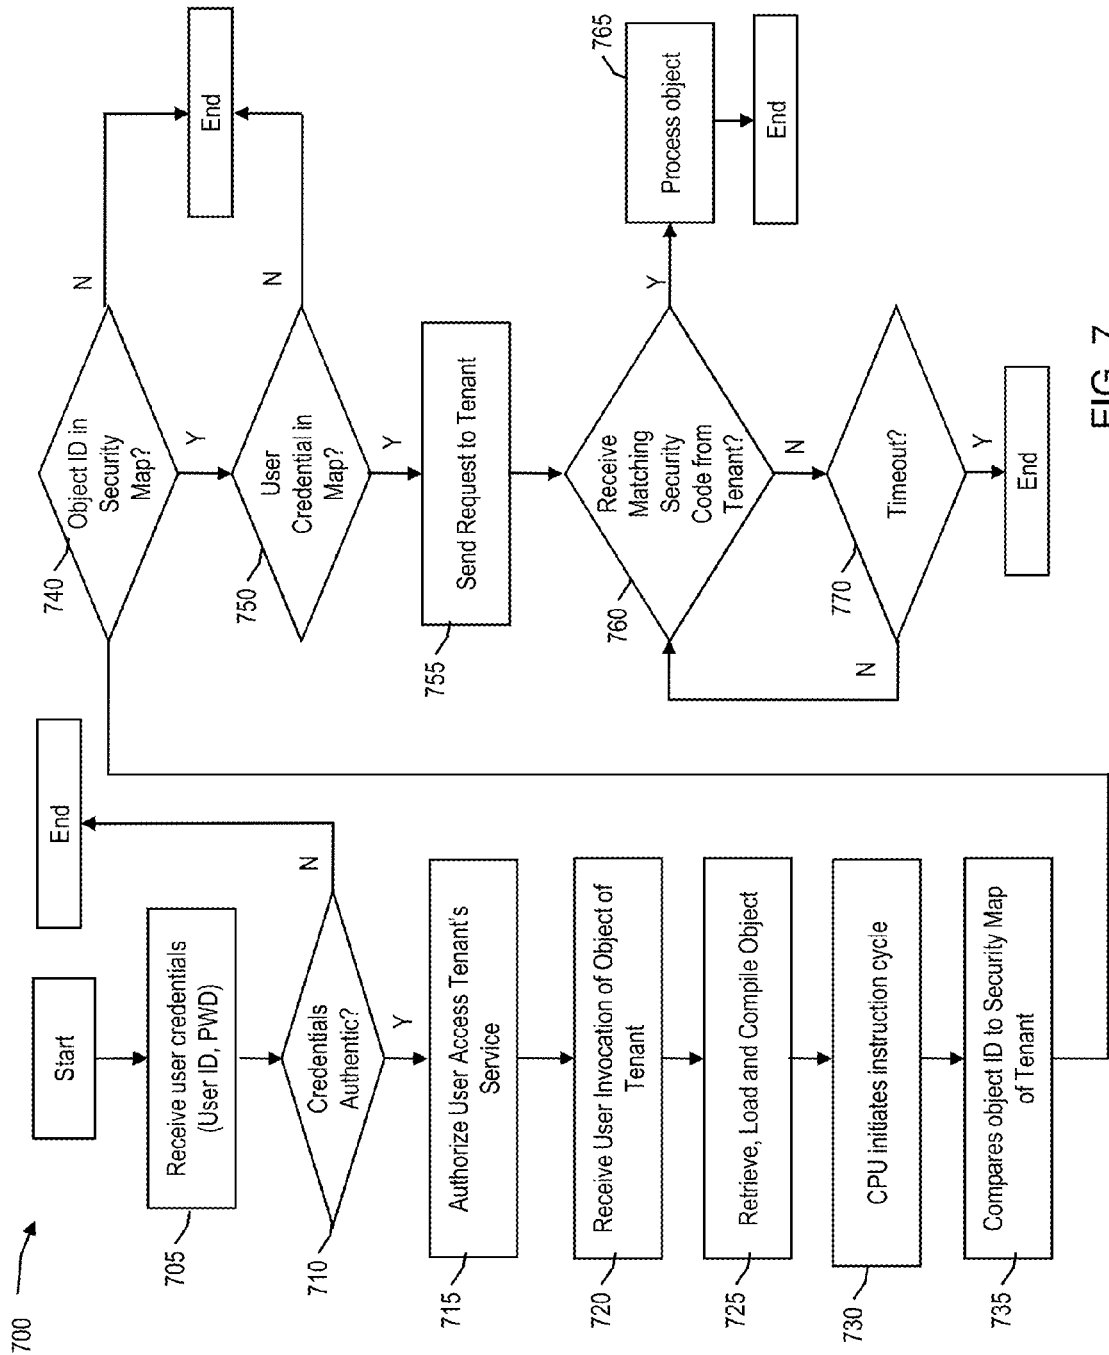 700
Start
705
Receive user credentials
(User ID, PWD)
710
Credentials
Authentic?
N
End
Y
715
Authorize User Access Tenant's
Service
720
Receive User Invocation of Object of
Tenant
725
Retrieve, Load and Compile Object
730
CPU initiates instruction cycle
735
Compares object ID to Security Map
of Tenant
740
Object ID in
Security
Map?
N
End
Y
750
User
Credential in
Map?
N
Y
755
Send Request to Tenant
760
Receive
Matching
Security
Code from
Tenant?
Y
765
Process object
End
N
770
Timeout?
N
Y
End
FIG. 7